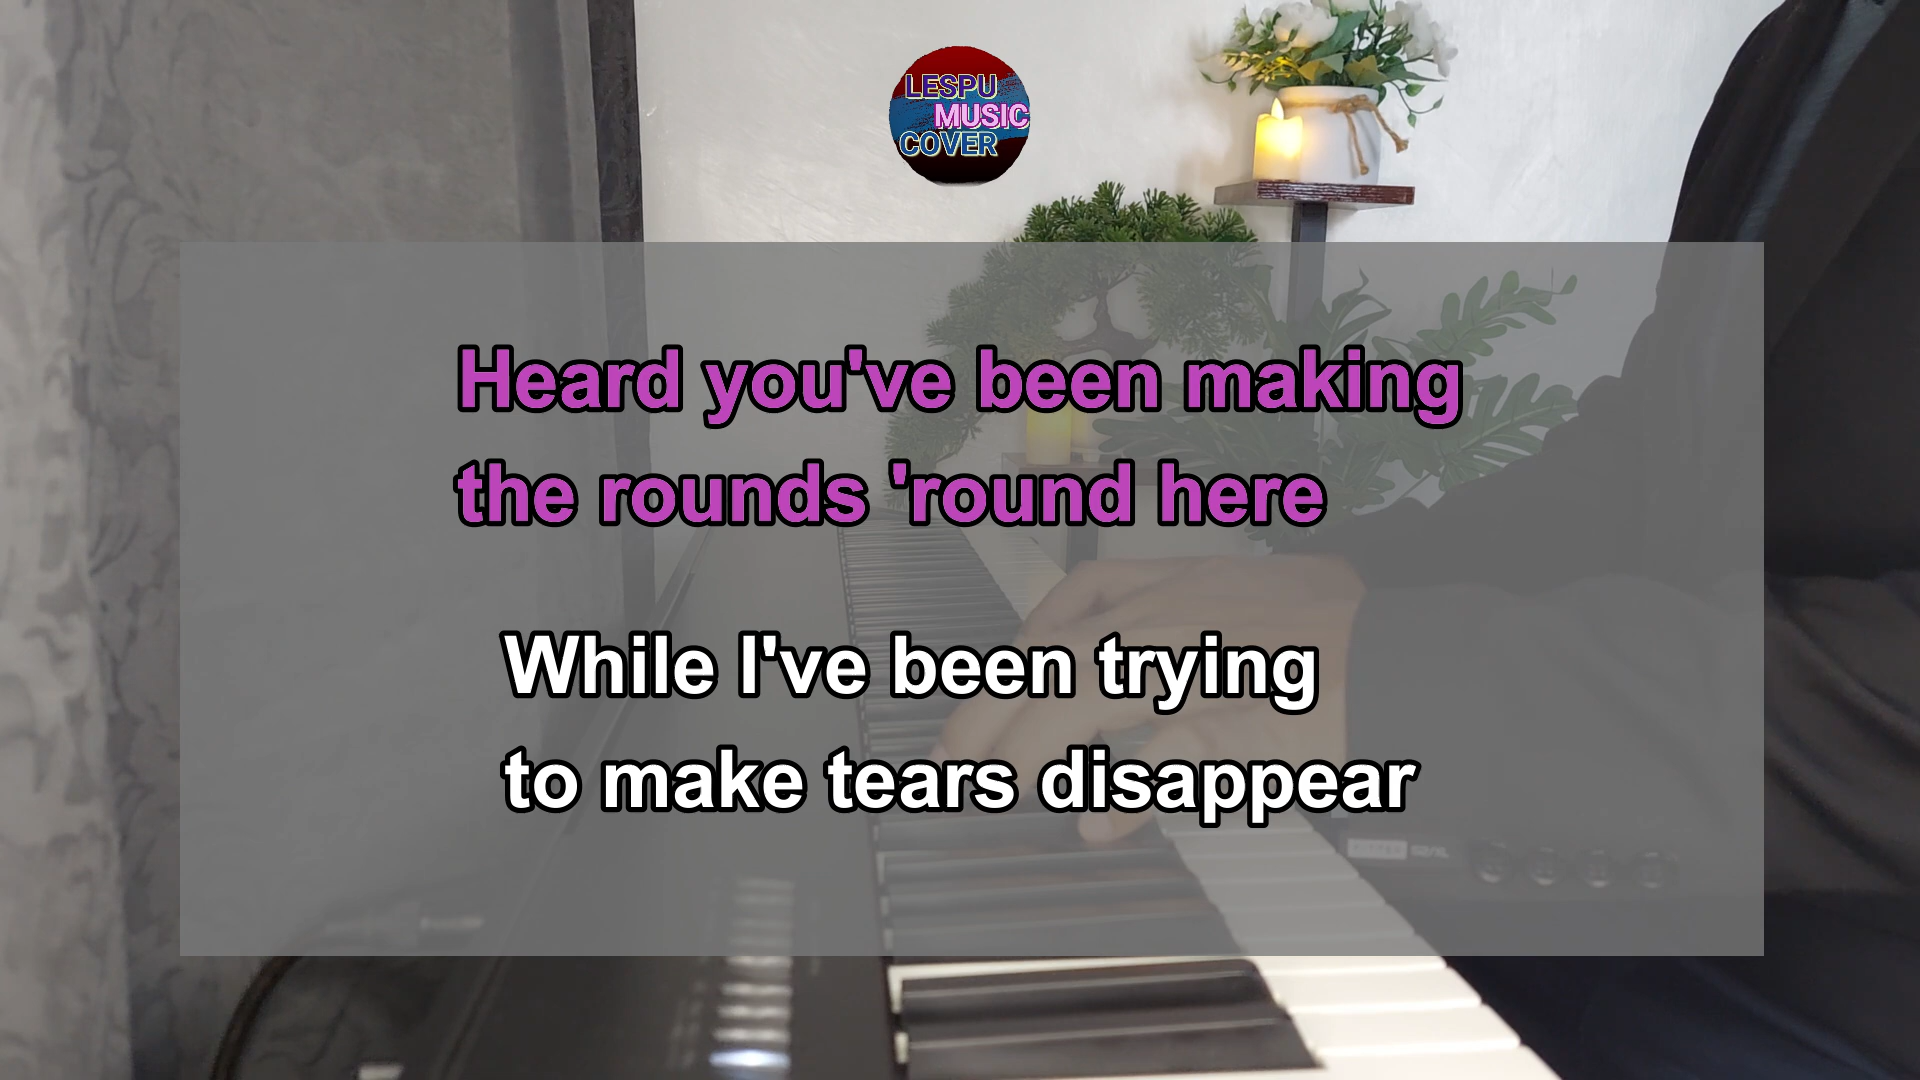 LESPU
MUSIC
COVER
Heard you've been making
the rounds 'round here
While I've been trying
to make tears disappear